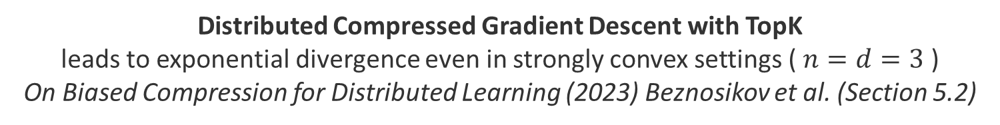 Distributed Compressed Gradient Descent with TopK
leads to exponential divergence even in strongly convex settings ( n = d = 3 )
On Biased Compression for Distributed Learning (2023) Beznosikov et al. (Section 5.2)